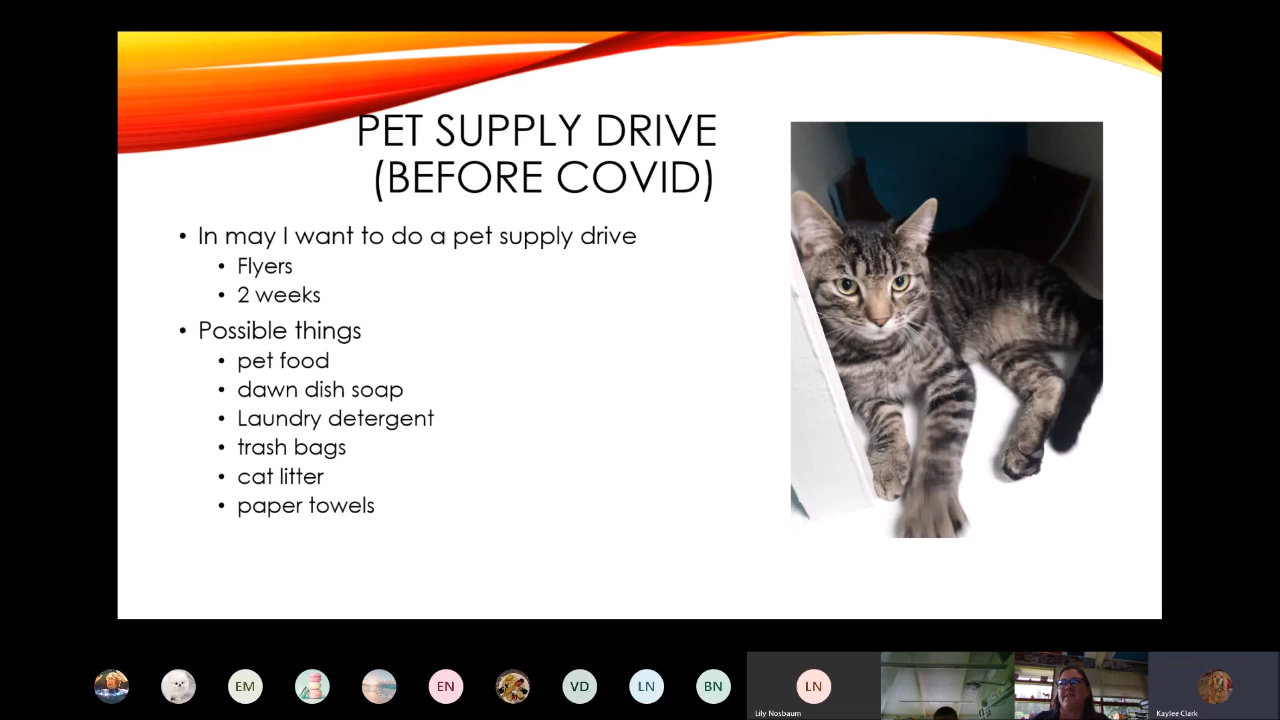 PET SUPPLY DRIVE
(BEFORE COVID)
• In may I want to do a pet supply drive
• Flyers
• 2 weeks
• Possible things
• pet food
• dawn dish soap
• Laundry detergent
• trash bags
• cat litter
• paper towels
EM
EN
VD
LN
BN
LN
Lily Nosbaum
Kaylee Clark